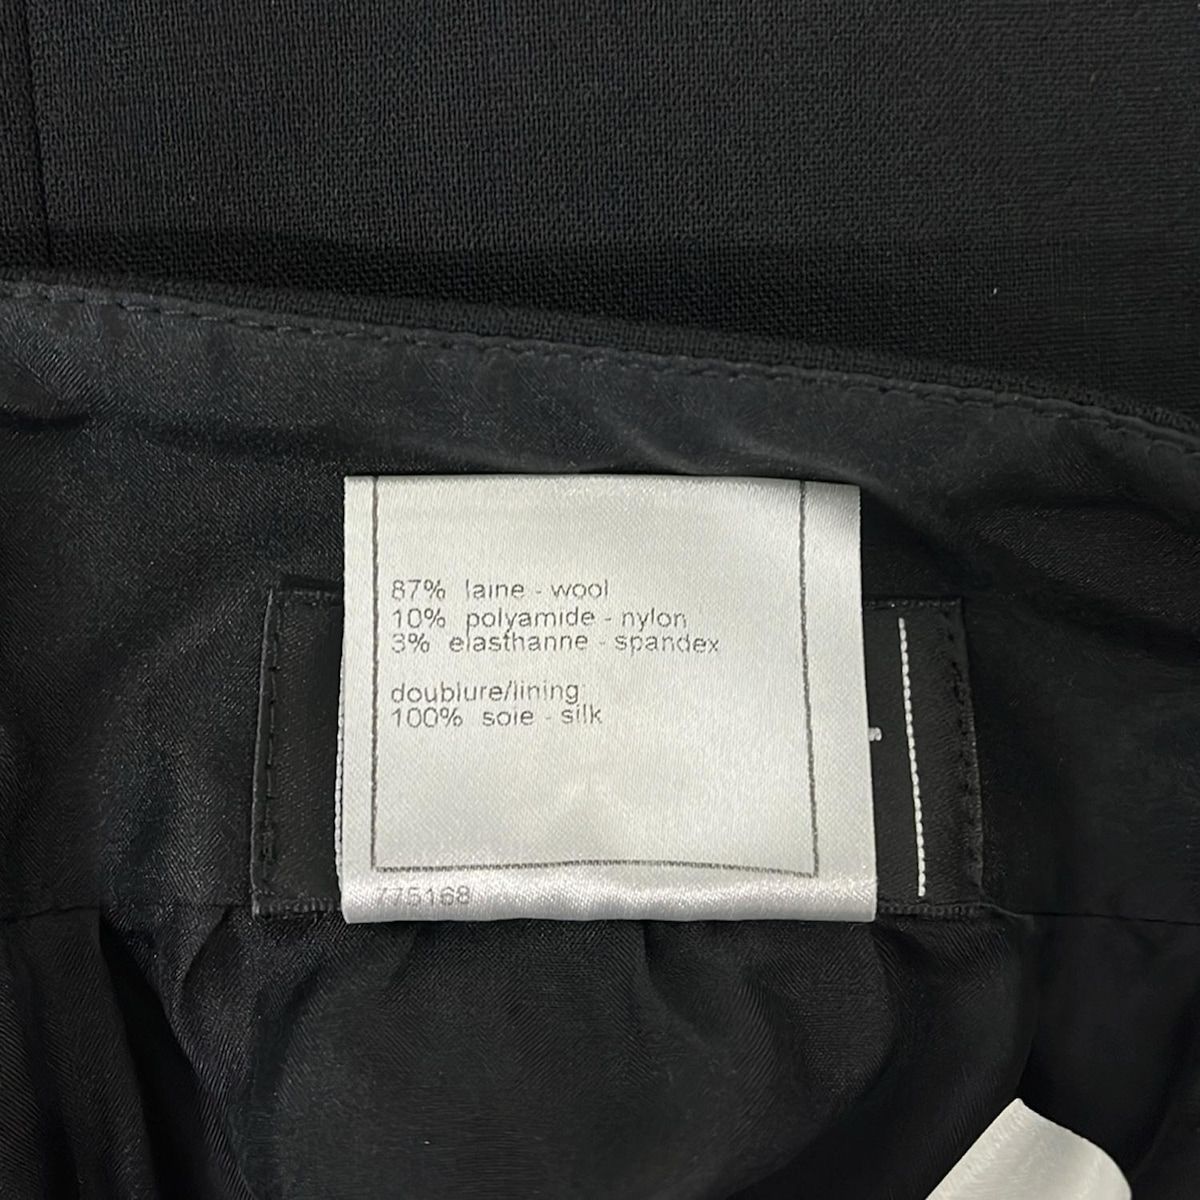 87% laine - wool
10% polyamide - nylon
3% elasthanne - spandex
doublure/lining
100% soie - silk
775168